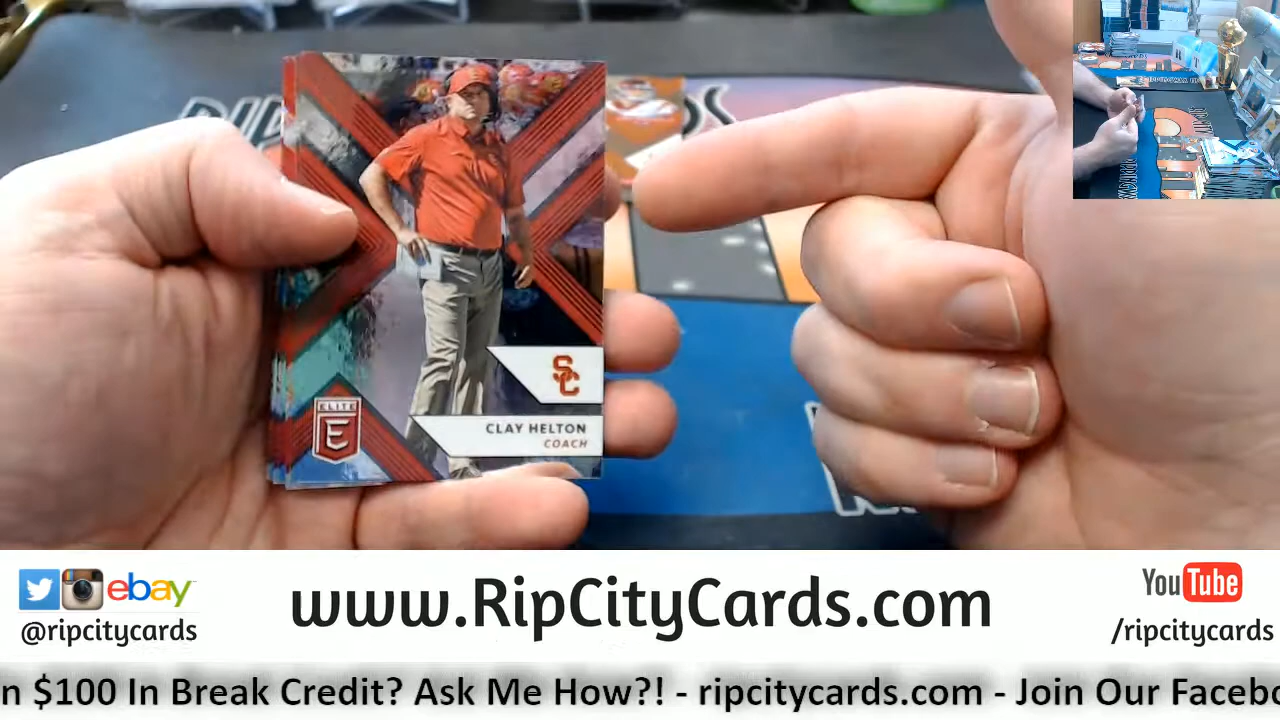 SC
ELITE
E
CLAY HELTON
COACH
ebay
@ripcitycards
www.RipCityCards.com
YouTube
/ripcitycards
n $100 In Break Credit? Ask Me How?! - ripcitycards.com - Join Our Facebo